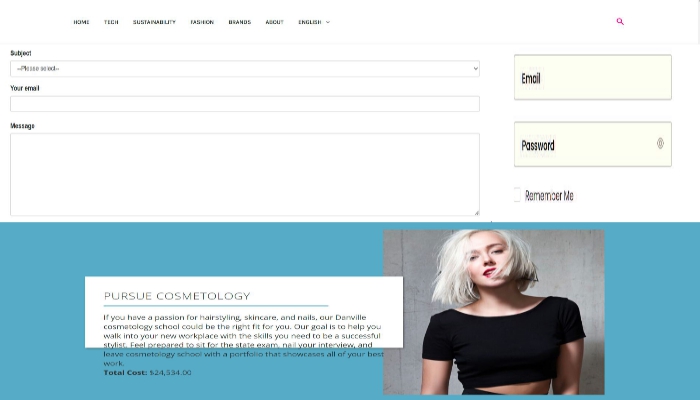 HOME TECH SUSTAINABILITY FASHION BRANDS ABOUT ENGLISH
Subject
--Please select--
Your email
Message
Email
Password
Remember Me
PURSUE COSMETOLOGY
If you have a passion for hairstyling, skincare, and nails, our Danville
cosmetology school could be the right fit for you. Our goal is to help you
walk into your new workplace with the skills you need to be a successful
stylist. Feel prepared to sit for the state exam, nail your interview, and
leave cosmetology school with a portfolio that showcases all of your best
work.
Total Cost: $24,534.00